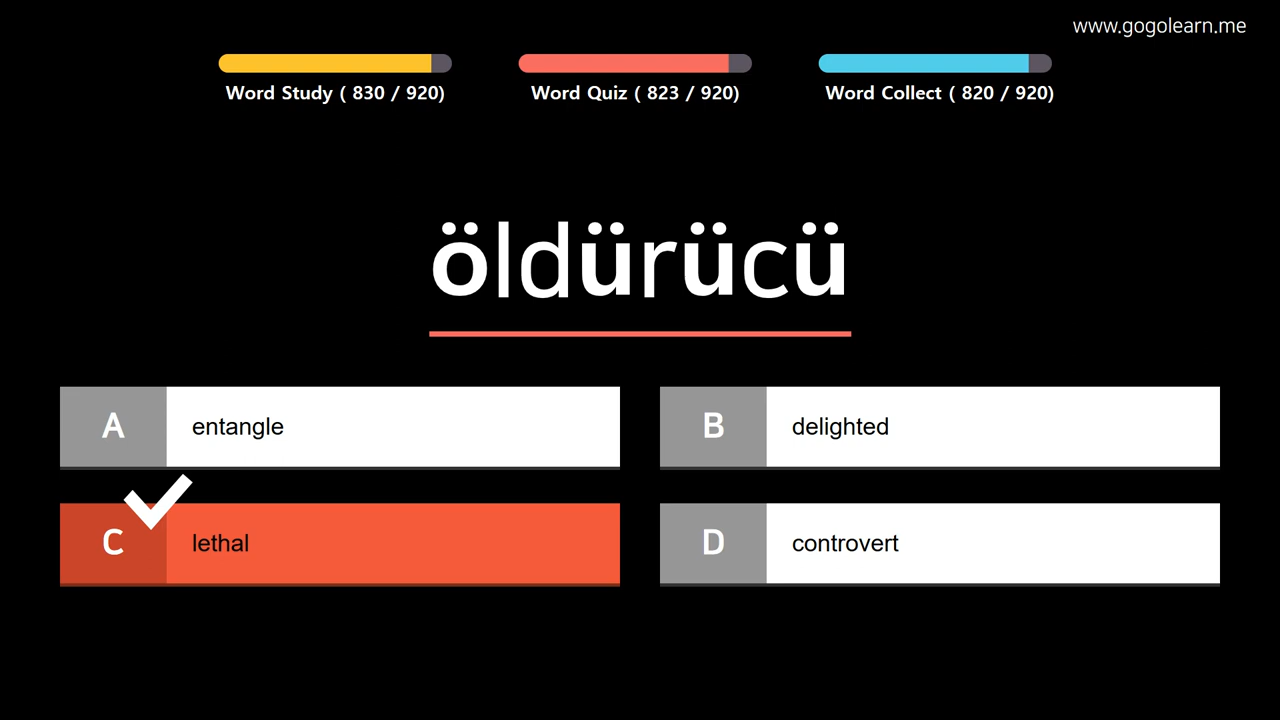 www.gogolearn.me
Word Study ( 830 / 920)
Word Quiz ( 823 / 920)
Word Collect ( 820 / 920)
öldürücü
A entangle
B delighted
C lethal
D controvert